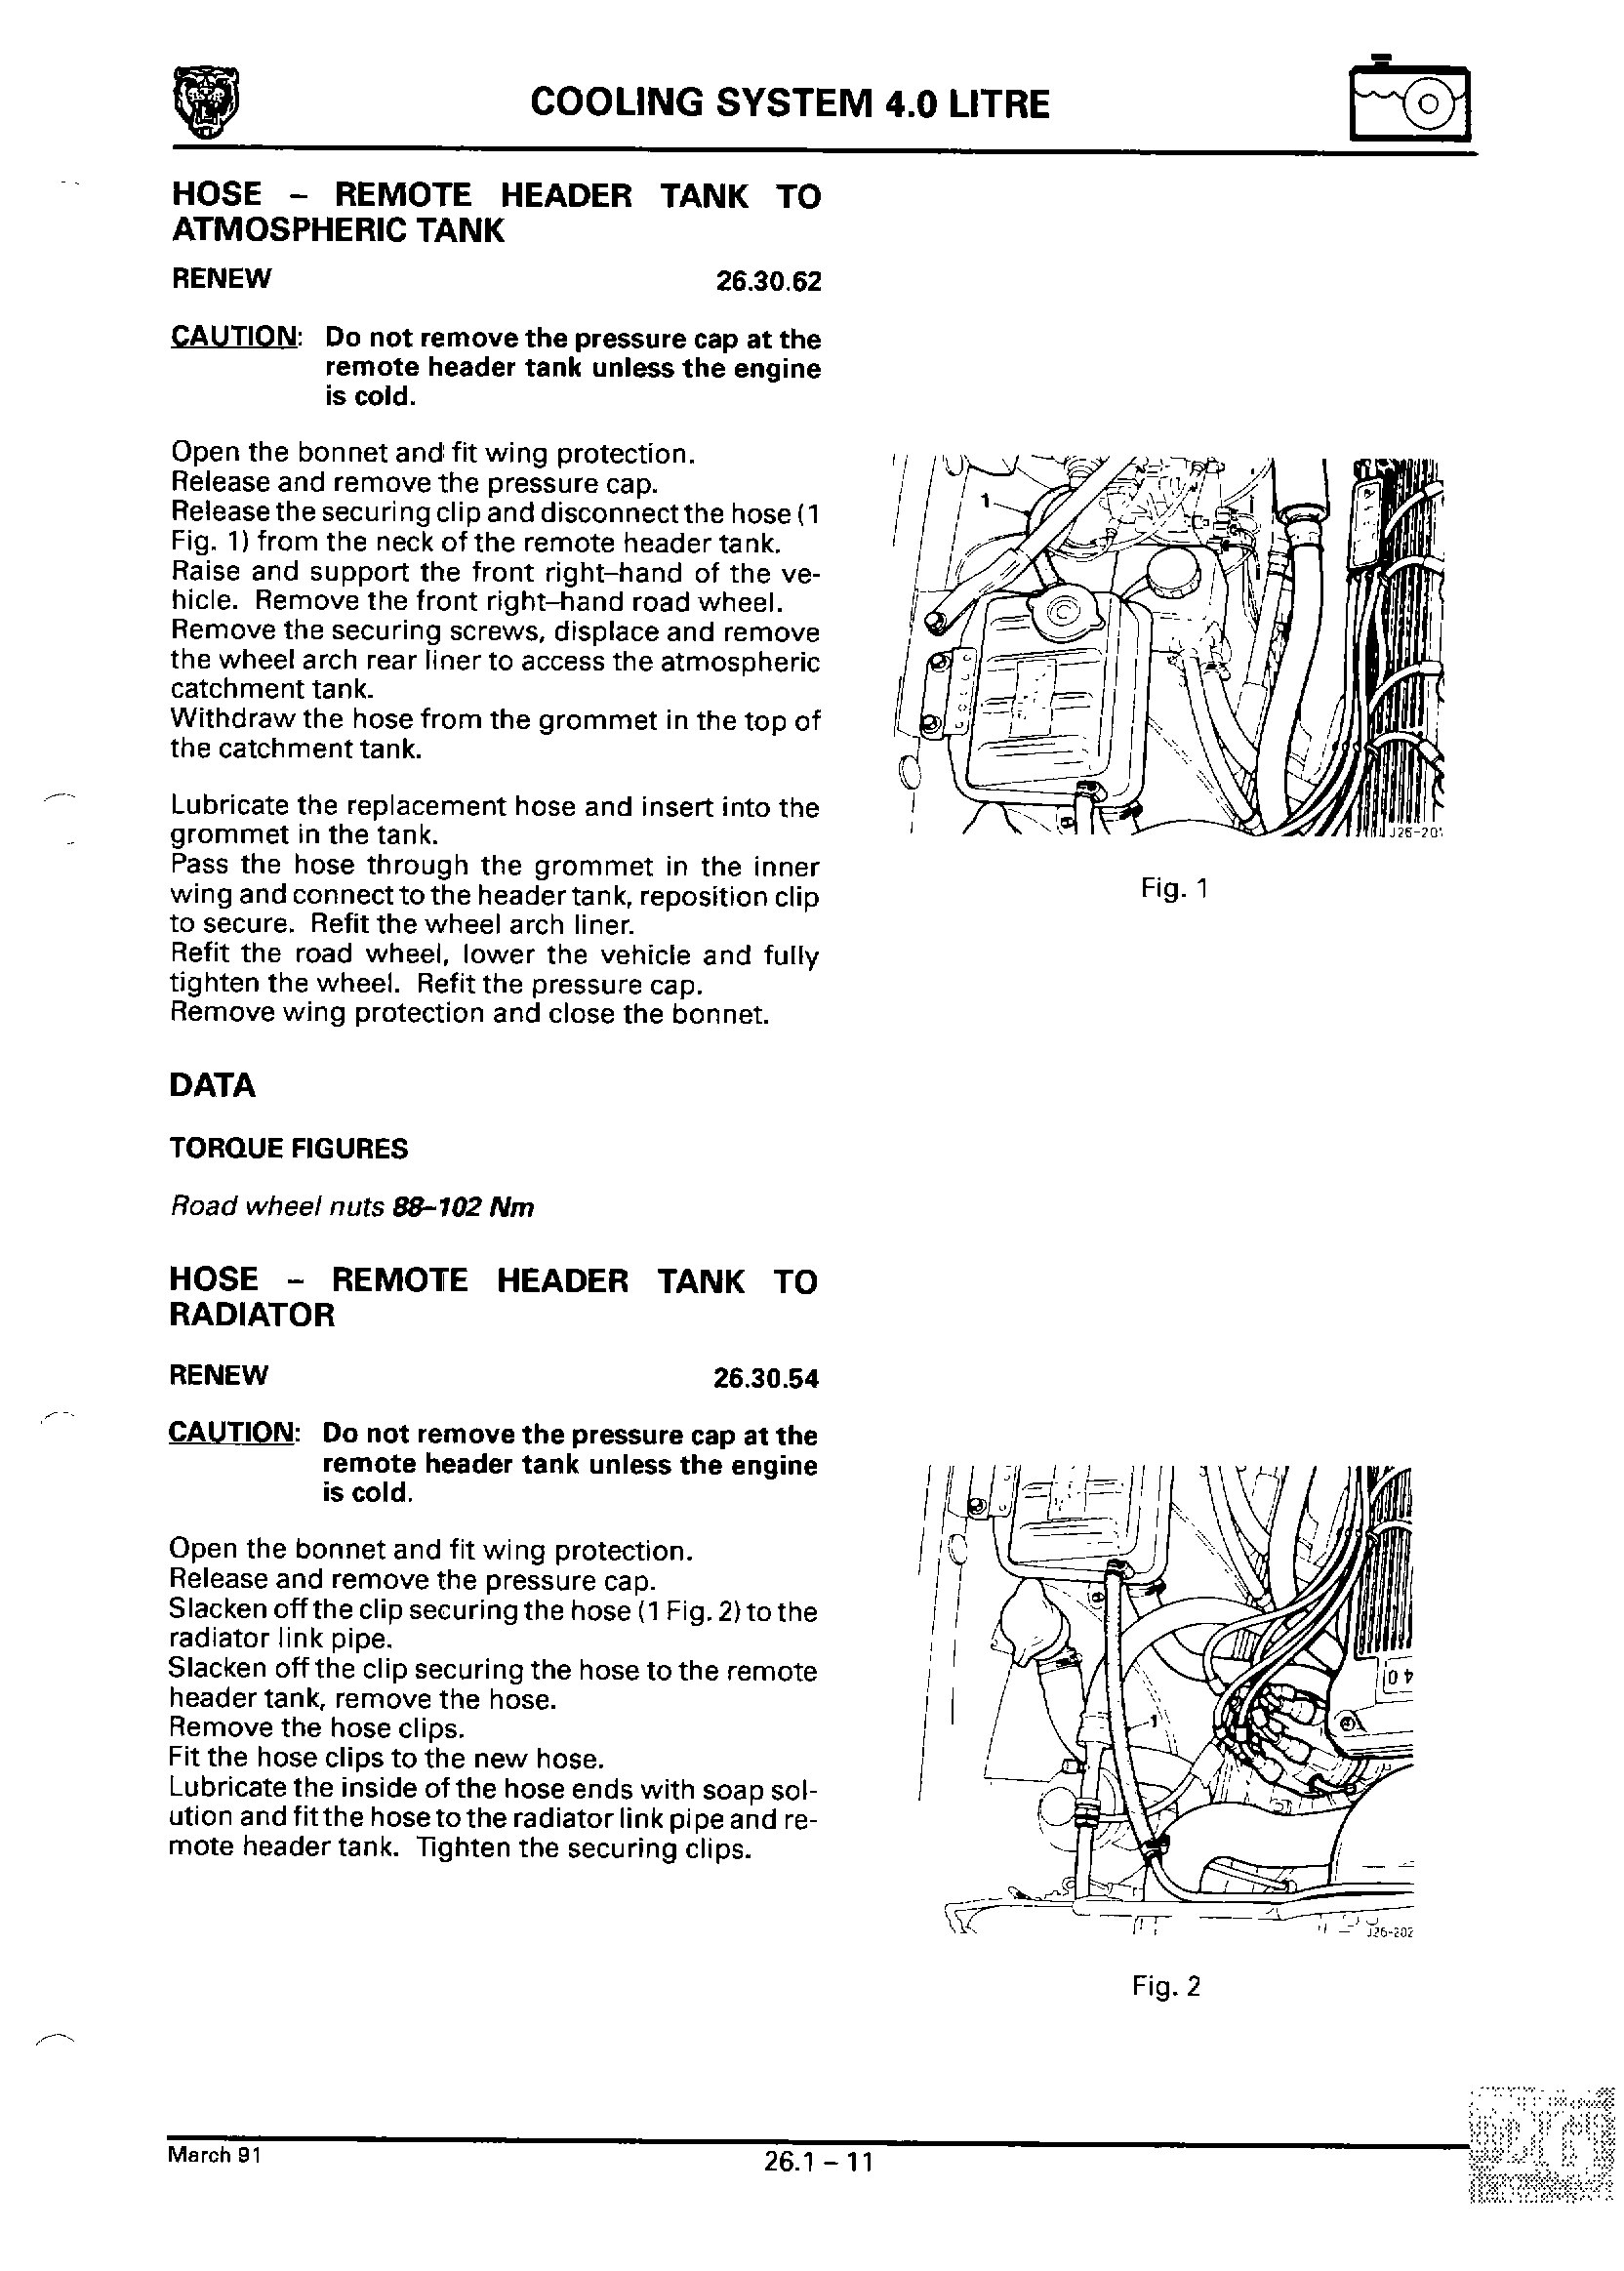 COOLING SYSTEM 4.0 LITRE
HOSE – REMOTE HEADER TANK TO
ATMOSPHERIC TANK
RENEW 26.30.62
CAUTION: Do not remove the pressure cap at the
remote header tank unless the engine
is cold.
Open the bonnet and fit wing protection.
Release and remove the pressure cap.
Release the securing clip and disconnect the hose (1
Fig. 1) from the neck of the remote header tank.
Raise and support the front right–hand of the ve-
hicle. Remove the front right–hand road wheel.
Remove the securing screws, displace and remove
the wheel arch rear liner to access the atmospheric
catchment tank.
Withdraw the hose from the grommet in the top of
the catchment tank.
Lubricate the replacement hose and insert into the
grommet in the tank.
Pass the hose through the grommet in the inner
wing and connect to the header tank, reposition clip
to secure. Refit the wheel arch liner.
Refit the road wheel, lower the vehicle and fully
tighten the wheel. Refit the pressure cap.
Remove wing protection and close the bonnet.
1
J26-201
Fig. 1
DATA
TORQUE FIGURES
Road wheel nuts 88–102 Nm
HOSE – REMOTE HEADER TANK TO
RADIATOR
RENEW 26.30.54
CAUTION: Do not remove the pressure cap at the
remote header tank unless the engine
is cold.
Open the bonnet and fit wing protection.
Release and remove the pressure cap.
Slacken off the clip securing the hose (1 Fig. 2) to the
radiator link pipe.
Slacken off the clip securing the hose to the remote
header tank, remove the hose.
Remove the hose clips.
Fit the hose clips to the new hose.
Lubricate the inside of the hose ends with soap sol-
ution and fit the hose to the radiator link pipe and re-
mote header tank. Tighten the securing clips.
1
J26-202
Fig. 2
March 91
26.1 – 11